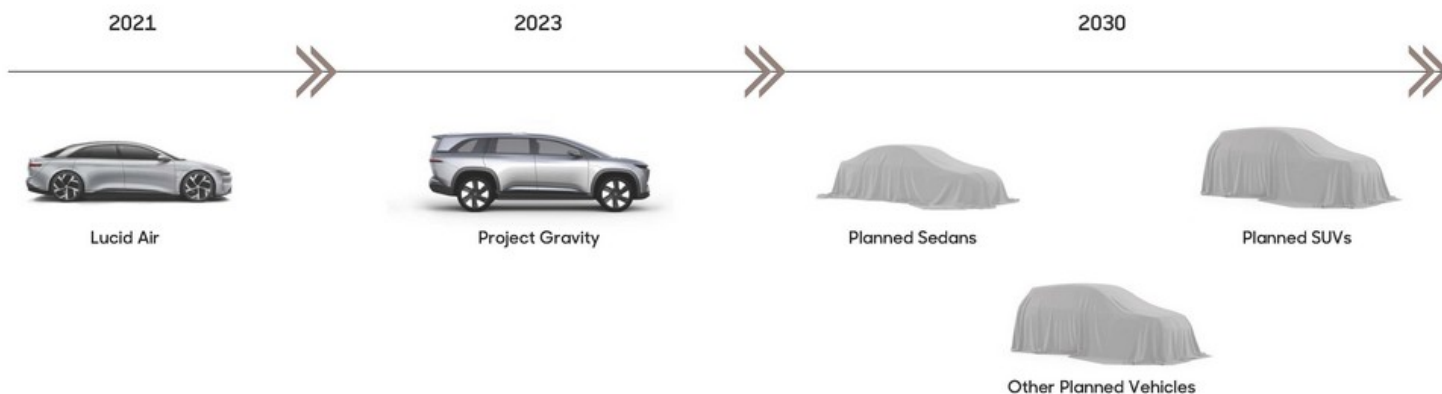 2021
2023
2030
Lucid Air
Project Gravity
Planned Sedans
Planned SUVs
Other Planned Vehicles